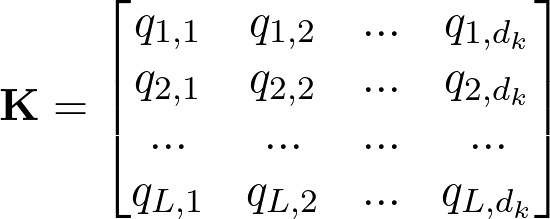 q_{1,1} q_{1,2} ... q_{1,d_k}
q_{2,1} q_{2,2} ... q_{2,d_k}
K =
... ... ... ...
q_{L,1} q_{L,2} ... q_{L,d_k}